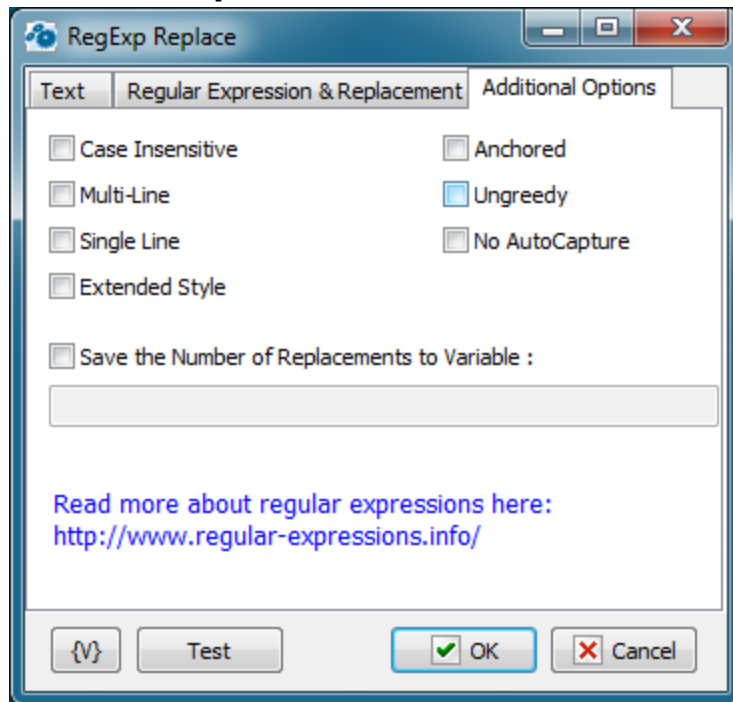 RegExp Replace
Text Regular Expression & Replacement Additional Options
Case Insensitive Anchored
Multi-Line Ungreedy
Single Line No AutoCapture
Extended Style
Save the Number of Replacements to Variable :
Read more about regular expressions here:
http://www.regular-expressions.info/
{V} Test OK Cancel